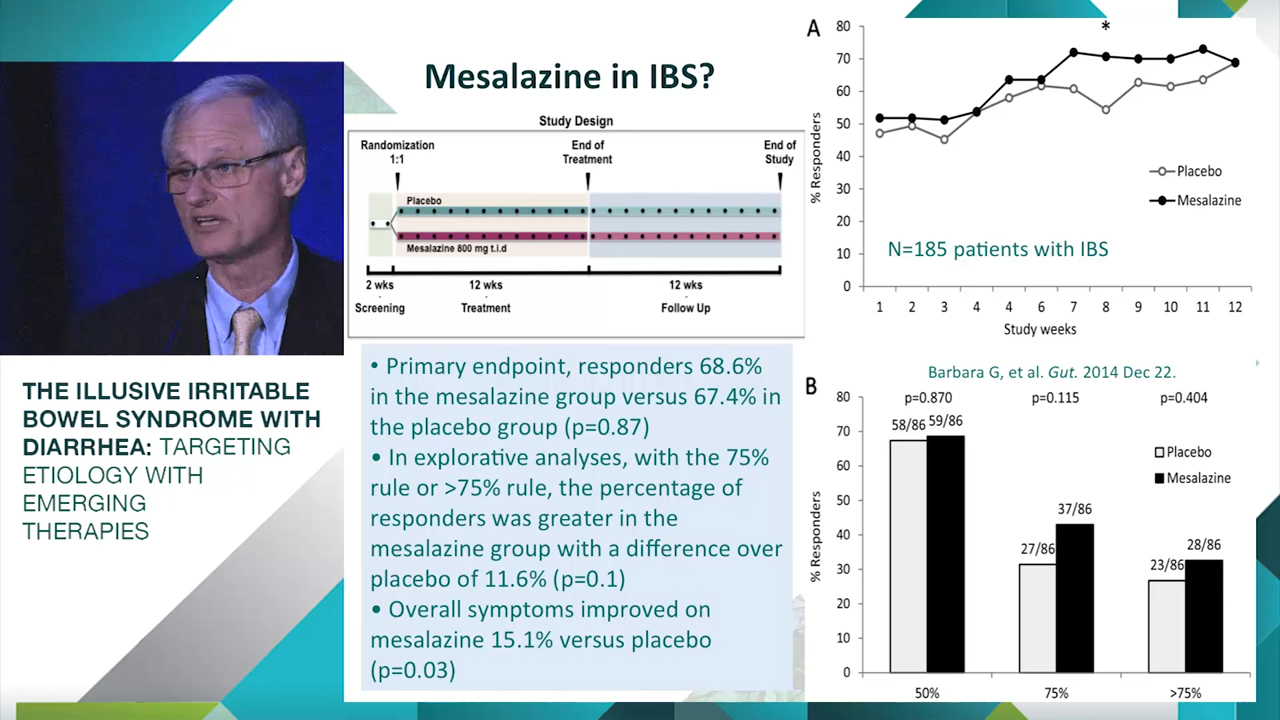 Mesalazine in IBS?
Study Design
Randomization
1:1
End of
Treatment
End of
Study
Placebo
Mesalazine 800 mg t.i.d
2 wks
12 wks
12 wks
Screening
Treatment
Follow Up
THE ILLUSIVE IRRITABLE
BOWEL SYNDROME WITH
DIARRHEA: TARGETING
ETIOLOGY WITH
EMERGING
THERAPIES
• Primary endpoint, responders 68.6%
in the mesalazine group versus 67.4% in
the placebo group (p=0.87)
• In explorative analyses, with the 75%
rule or >75% rule, the percentage of
responders was greater in the
mesalazine group with a difference over
placebo of 11.6% (p=0.1)
• Overall symptoms improved on
mesalazine 15.1% versus placebo
(p=0.03)
A
% Responders
80
70
60
50
40
30
20
10
0
*
Placebo
Mesalazine
N=185 patients with IBS
1 2 3 4 4 6 7 8 9 10 11 12
Study weeks
Barbara G, et al. Gut. 2014 Dec 22.
B
% Responders
80
70
60
50
40
30
20
10
0
p=0.870 p=0.115 p=0.404
58/86 59/86
27/86 37/86
23/86 28/86
Placebo
Mesalazine
50% 75% >75%